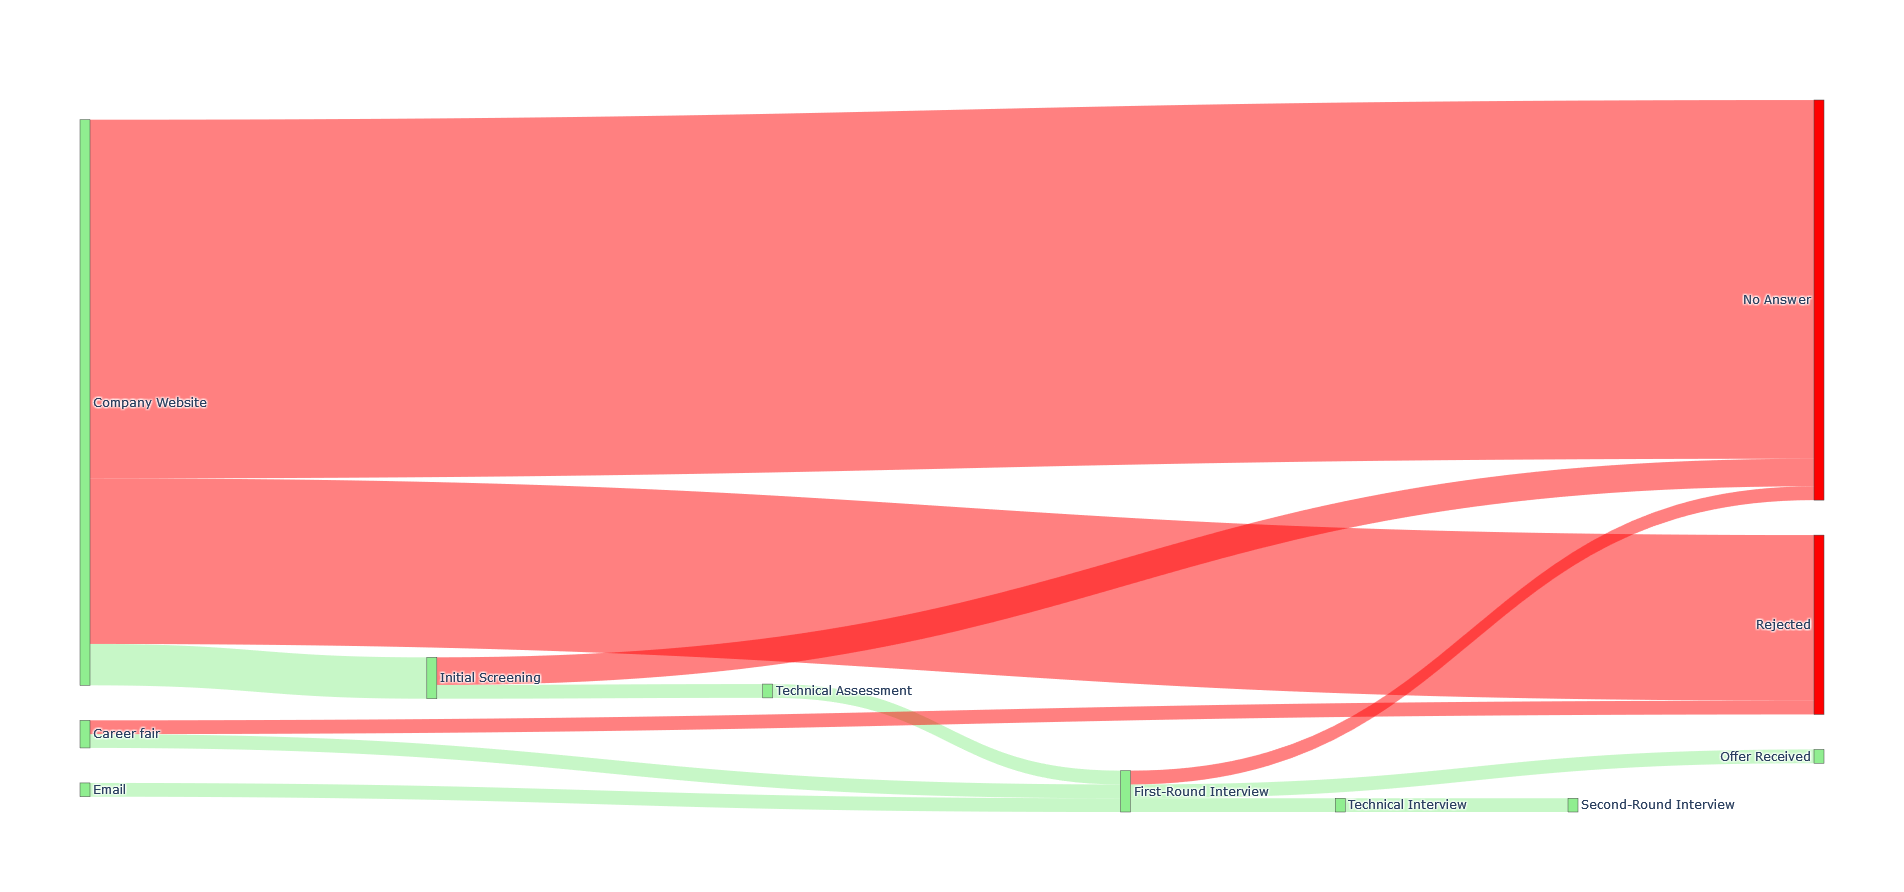 No Answer
Company Website
Rejected
Initial Screening
Technical Assessment
Career fair
Offer Received
Email
First-Round Interview
Technical Interview
Second-Round Interview